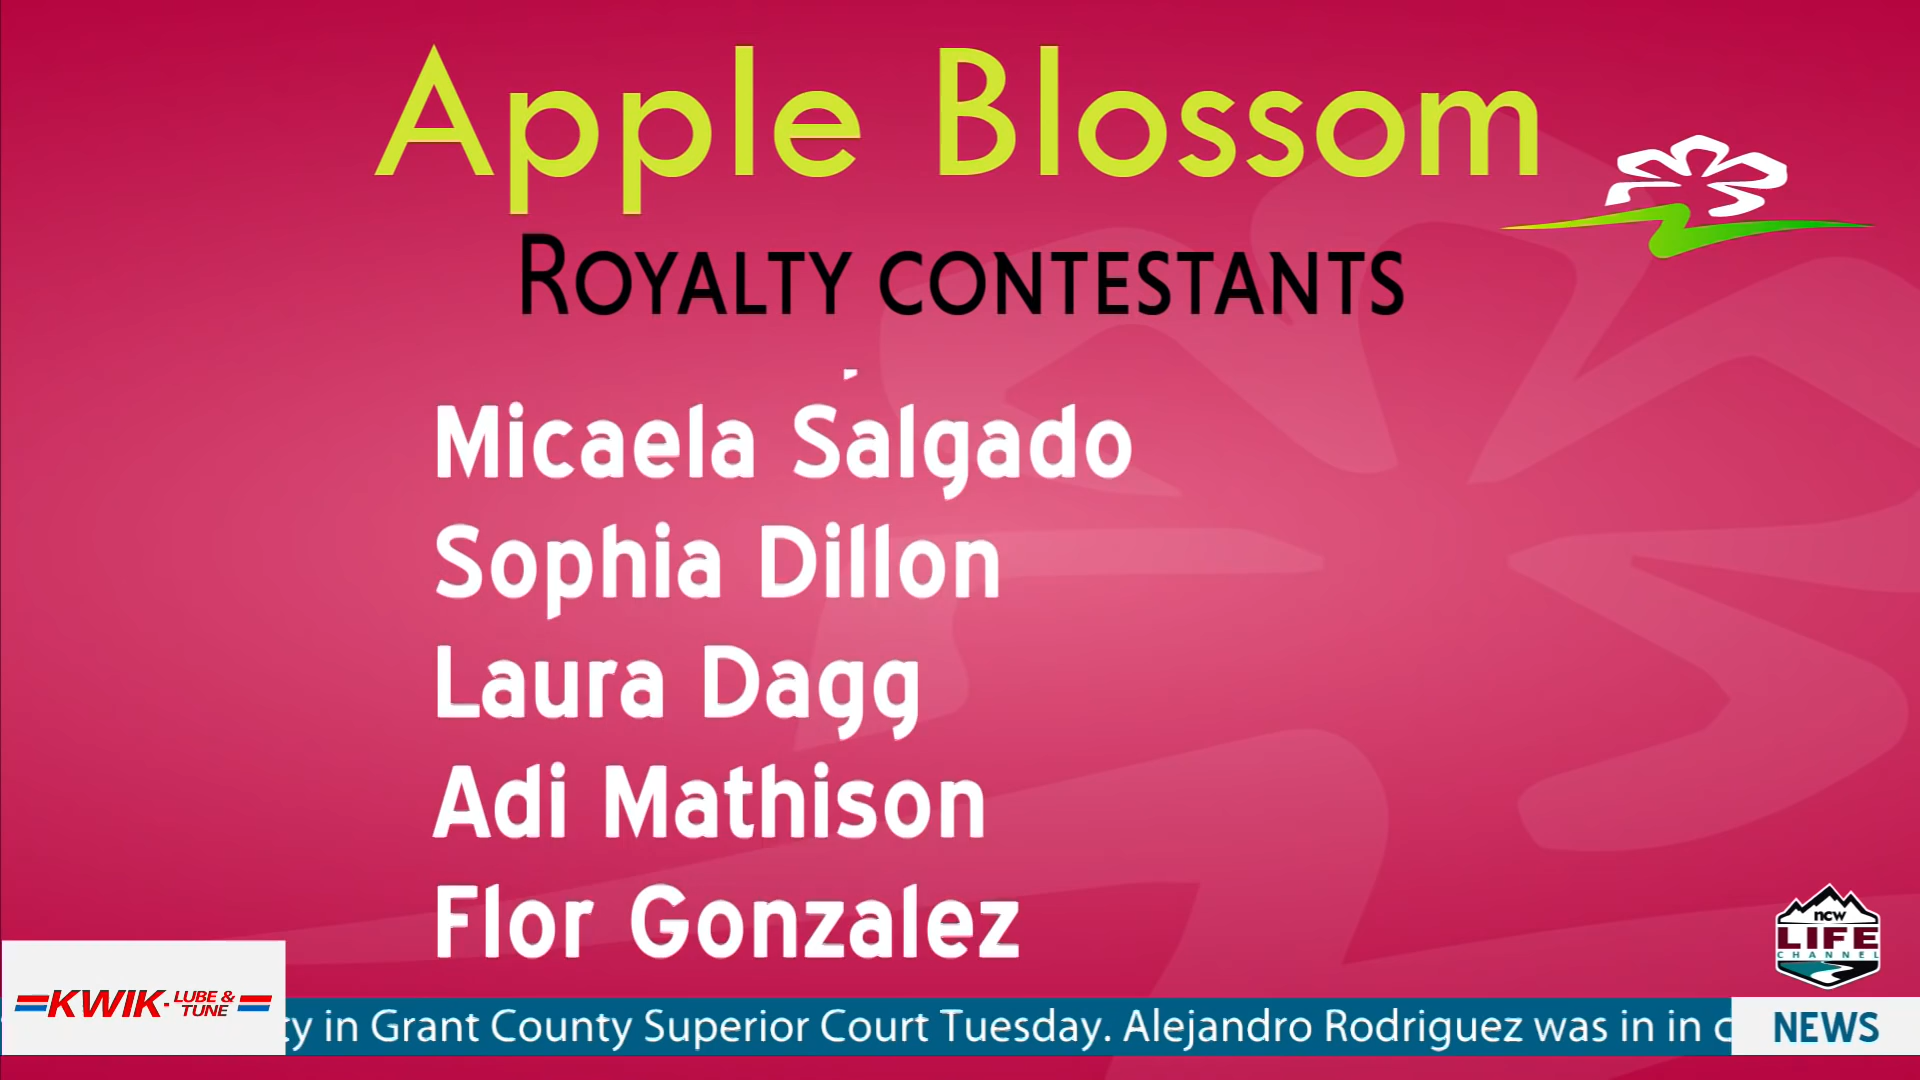 Apple Blossom
ROYALTY CONTESTANTS
Micaela Salgado
Sophia Dillon
Laura Dagg
Adi Mathison
Flor Gonzalez
ncw
LIFE
CHANNEL
KWIK-LUBE &
TUNE
in Grant County Superior Court Tuesday. Alejandro Rodriguez was in in
NEWS